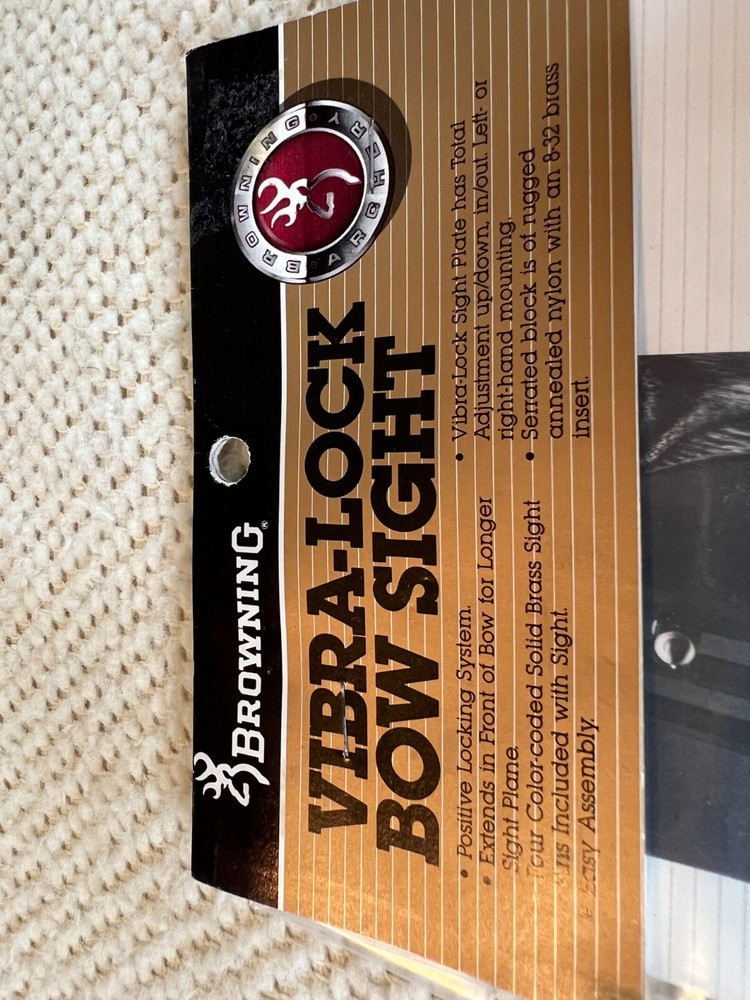 BROWNING®
BROWNING • ARCHERY •
VIBRA-LOCK
BOW SIGHT
• Positive Locking System.
• Extends in Front of Bow for Longer
Sight Plane.
Four Color-coded Solid Brass Sight
Pins Included with Sight.
• Easy Assembly.
• Vibra-Lock Sight Plate has Total
Adjustment up/down, in/out. Left- or
right-hand mounting.
• Serrated block is of rugged
annealed nylon with an 8-32 brass
insert.